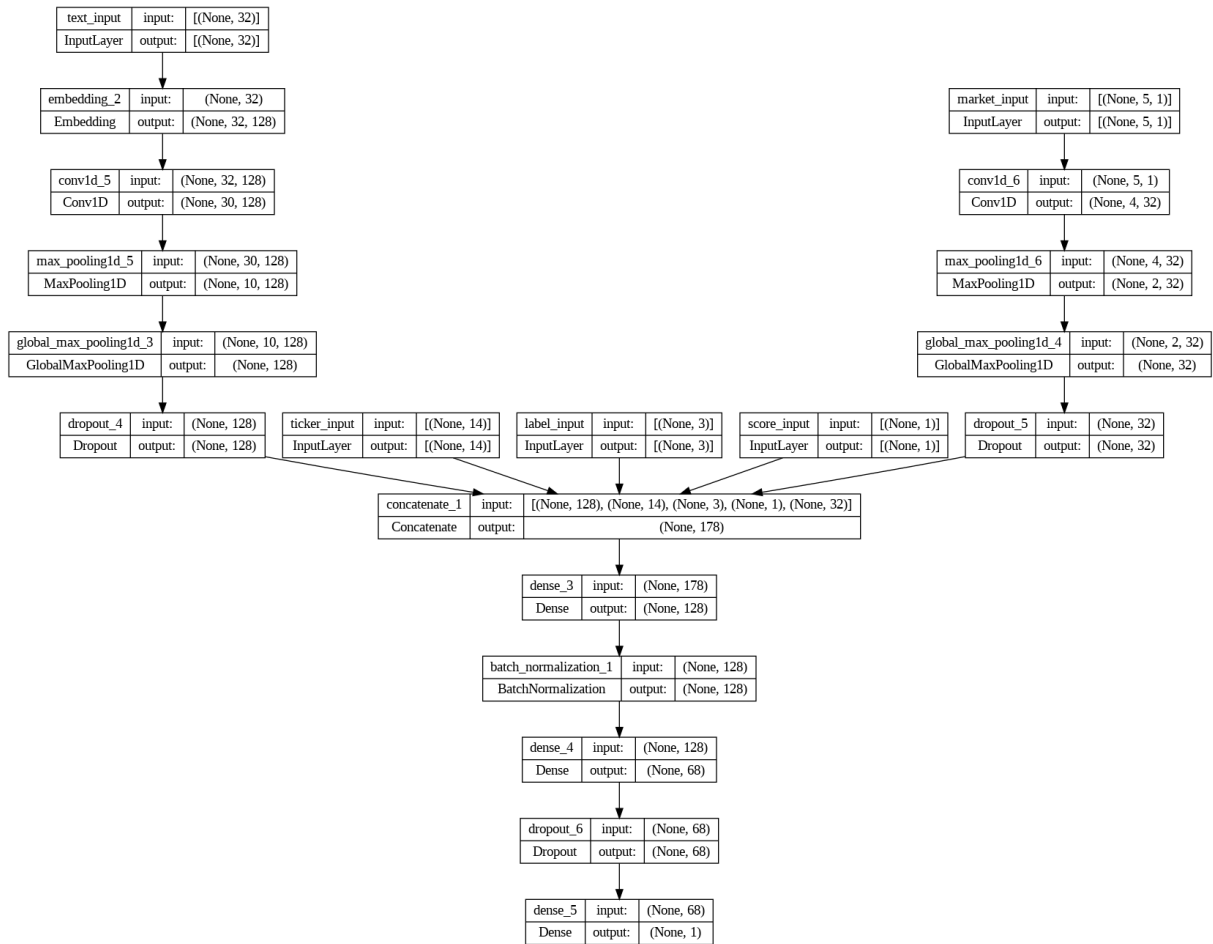 text_input input: [(None, 32)]
InputLayer output: [(None, 32)]
embedding_2 input: (None, 32)
Embedding output: (None, 32, 128)
market_input input: [(None, 5, 1)]
InputLayer output: [(None, 5, 1)]
conv1d_5 input: (None, 32, 128)
Conv1D output: (None, 30, 128)
conv1d_6 input: (None, 5, 1)
Conv1D output: (None, 4, 32)
max_pooling1d_5 input: (None, 30, 128)
MaxPooling1D output: (None, 10, 128)
max_pooling1d_6 input: (None, 4, 32)
MaxPooling1D output: (None, 2, 32)
global_max_pooling1d_3 input: (None, 10, 128)
GlobalMaxPooling1D output: (None, 128)
global_max_pooling1d_4 input: (None, 2, 32)
GlobalMaxPooling1D output: (None, 32)
dropout_4 input: (None, 128)
Dropout output: (None, 128)
ticker_input input: [(None, 14)]
InputLayer output: [(None, 14)]
label_input input: [(None, 3)]
InputLayer output: [(None, 3)]
score_input input: [(None, 1)]
InputLayer output: [(None, 1)]
dropout_5 input: (None, 32)
Dropout output: (None, 32)
concatenate_1 input: [(None, 128), (None, 14), (None, 3), (None, 1), (None, 32)]
Concatenate output: (None, 178)
dense_3 input: (None, 178)
Dense output: (None, 128)
batch_normalization_1 input: (None, 128)
BatchNormalization output: (None, 128)
dense_4 input: (None, 128)
Dense output: (None, 68)
dropout_6 input: (None, 68)
Dropout output: (None, 68)
dense_5 input: (None, 68)
Dense output: (None, 1)